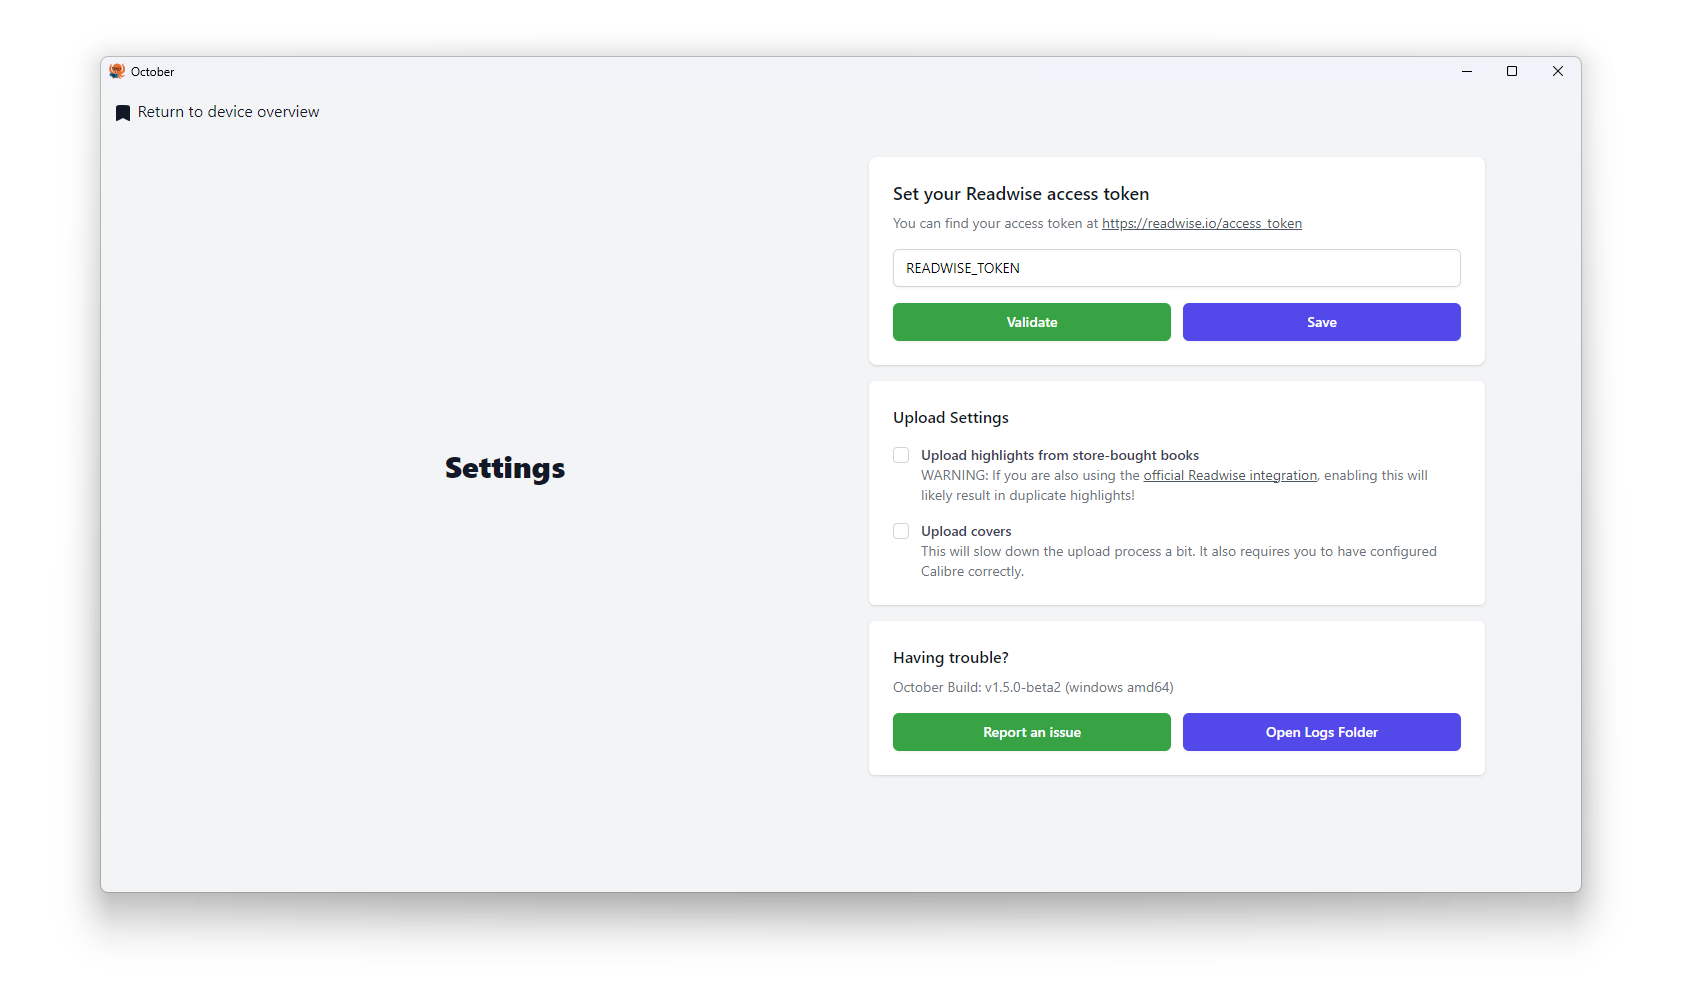 October
Return to device overview
Settings
Set your Readwise access token
You can find your access token at https://readwise.io/access_token
READWISE_TOKEN
Validate
Save
Upload Settings
Upload highlights from store-bought books
WARNING: If you are also using the official Readwise integration, enabling this will
likely result in duplicate highlights!
Upload covers
This will slow down the upload process a bit. It also requires you to have configured
Calibre correctly.
Having trouble?
October Build: v1.5.0-beta2 (windows amd64)
Report an issue
Open Logs Folder